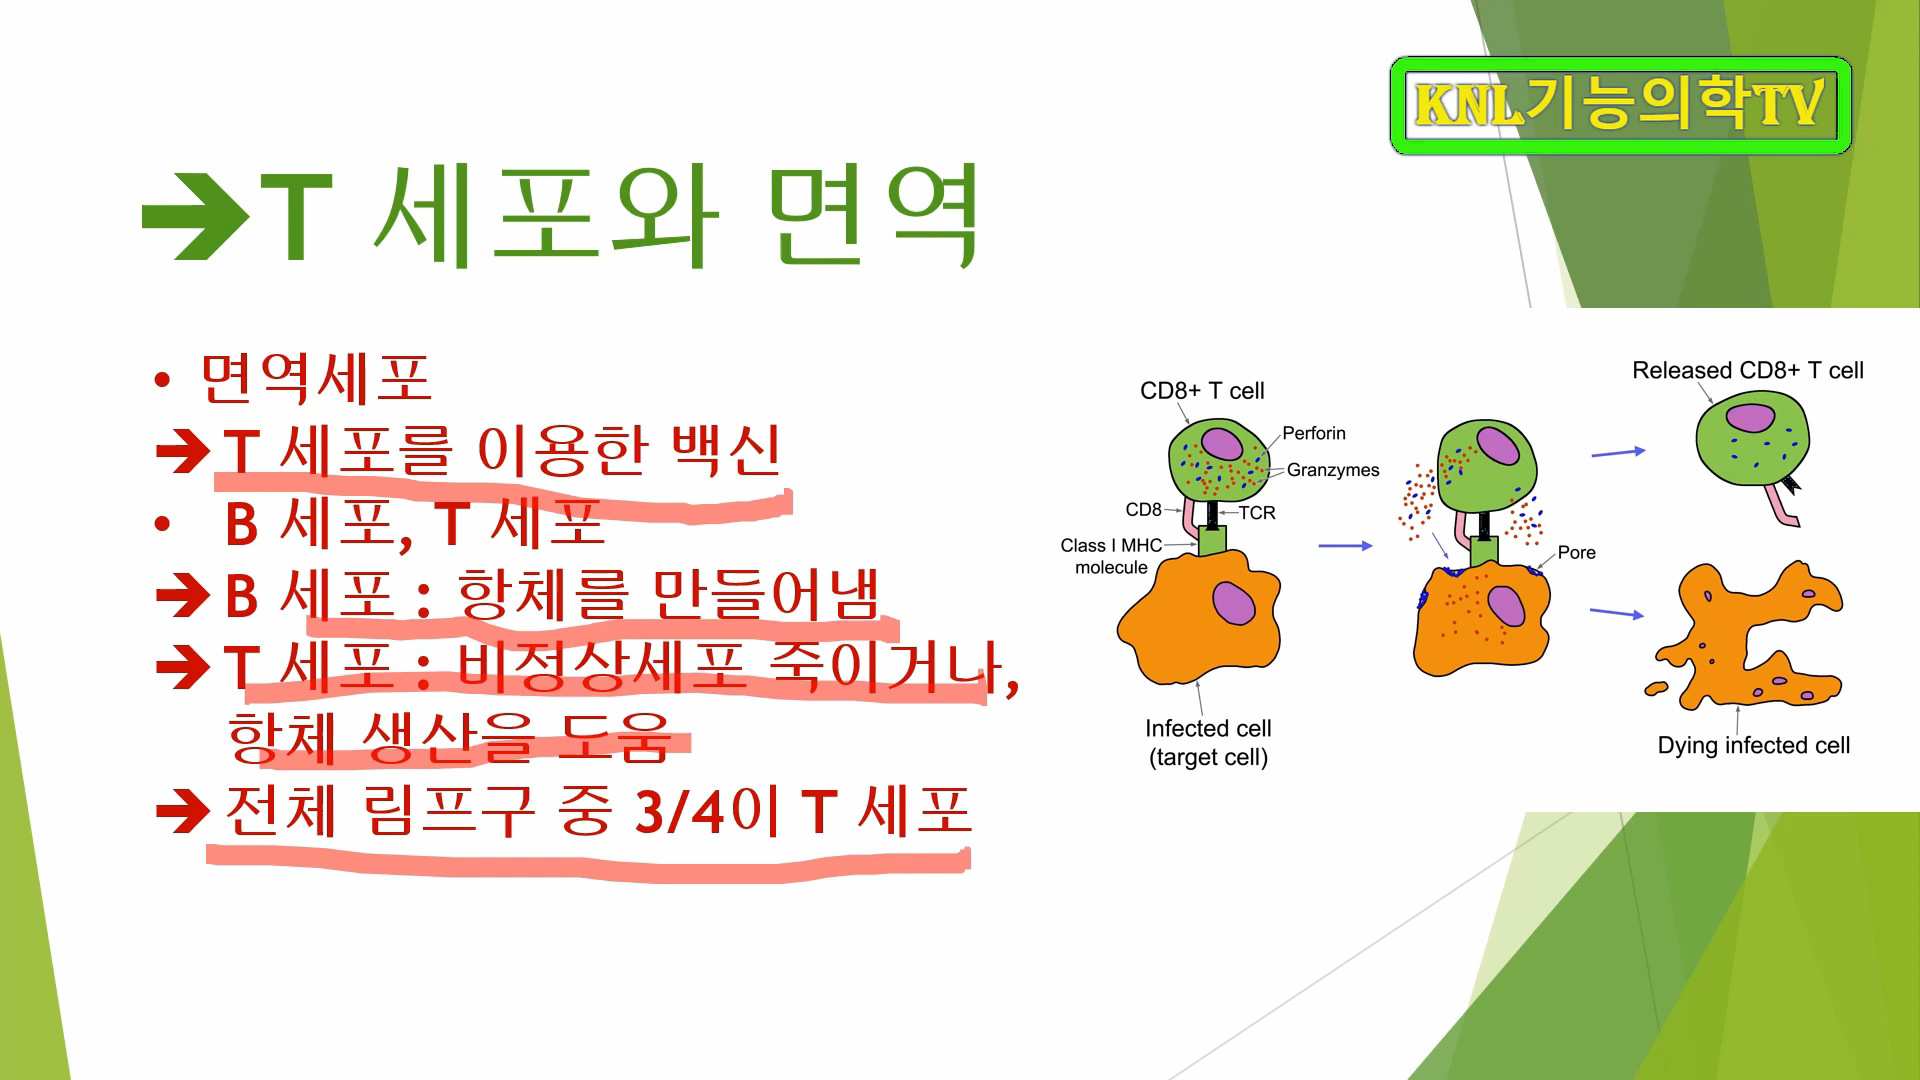 KNL기능의학TV
➔T 세포와 면역
• 면역세포
➔ T 세포를 이용한 백신
• B 세포, T 세포
➔ B 세포 : 항체를 만들어냄
➔ T 세포 : 비정상세포 죽이거나,
항체 생산을 도움
➔ 전체 림프구 중 3/4이 T 세포
CD8+ T cell
Perforin
Granzymes
CD8
TCR
Class I MHC
molecule
Infected cell
(target cell)
Pore
Released CD8+ T cell
Dying infected cell